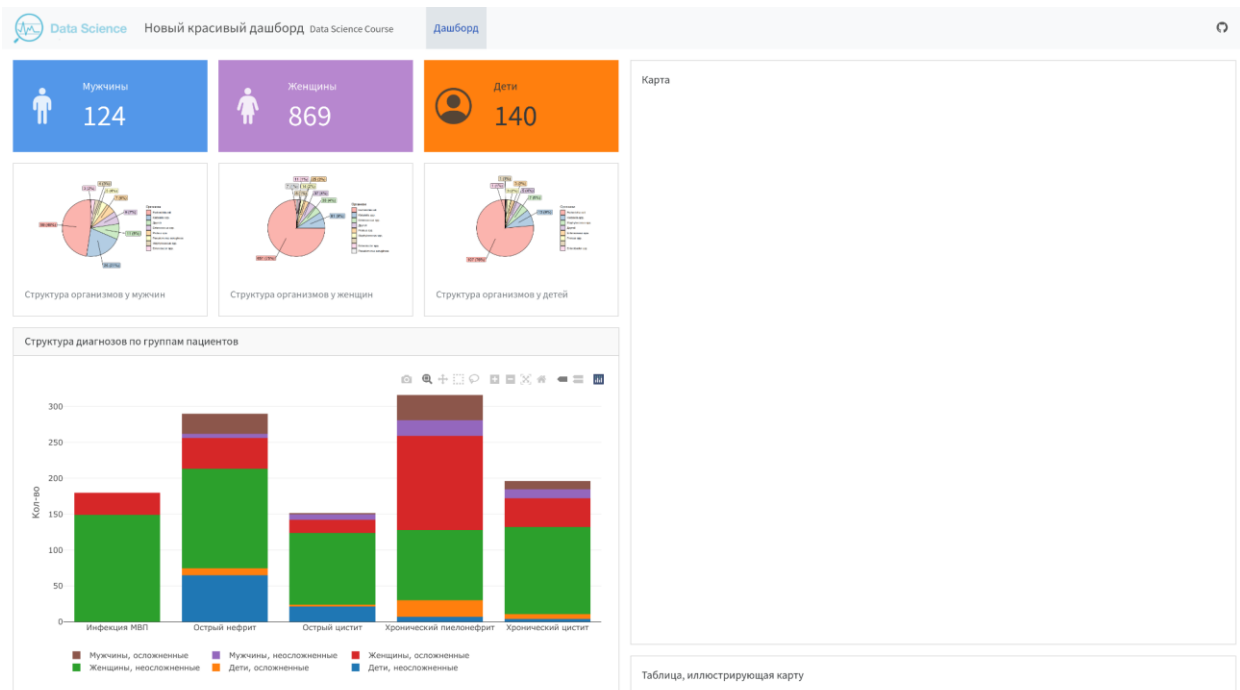 Data Science
Новый красивый дашборд Data Science Course
Дашборд
Мужчины
124
Женщины
869
Дети
140
Карта
Структура организмов у мужчин
Структура организмов у женщин
Структура организмов у детей
Структура диагнозов по группам пациентов
Кол-во
300
250
200
150
100
50
0
Инфекция МВП
Острый нефрит
Острый цистит
Хронический пиелонефрит
Хронический цистит
Мужчины, осложненные
Мужчины, неосложненные
Женщины, осложненные
Женщины, неосложненные
Дети, осложненные
Дети, неосложненные
Таблица, иллюстрирующая карту